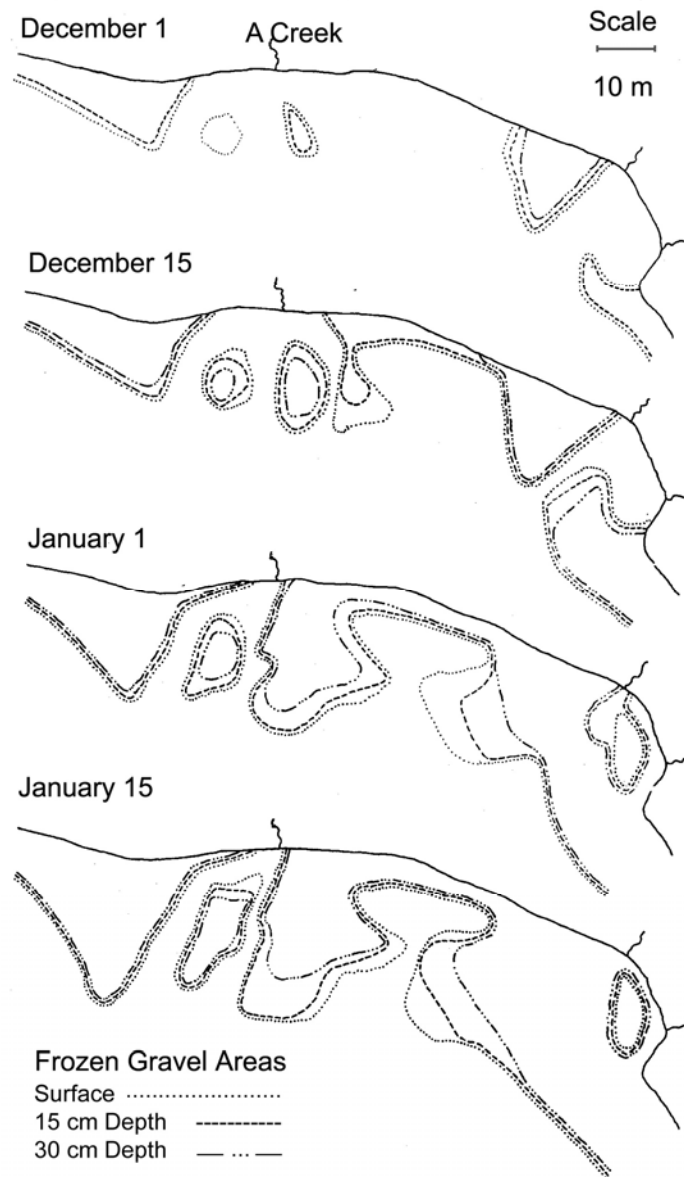 December 1
A Creek
Scale
10 m
December 15
January 1
January 15
Frozen Gravel Areas
Surface
15 cm Depth
30 cm Depth